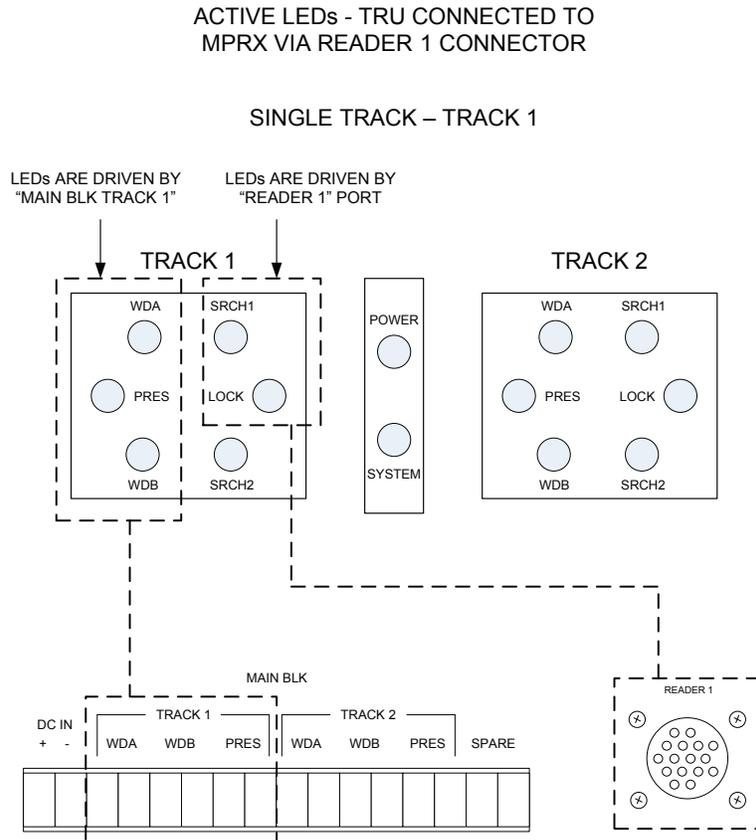 ACTIVE LEDs - TRU CONNECTED TO
MPRX VIA READER 1 CONNECTOR
SINGLE TRACK – TRACK 1
LEDs ARE DRIVEN BY
“MAIN BLK TRACK 1”
LEDs ARE DRIVEN BY
“READER 1” PORT
TRACK 1
WDA SRCH1
PRES LOCK
WDB SRCH2
POWER
SYSTEM
TRACK 2
WDA SRCH1
PRES LOCK
WDB SRCH2
MAIN BLK
DC IN
+ -
TRACK 1
WDA WDB PRES
TRACK 2
WDA WDB PRES
SPARE
READER 1